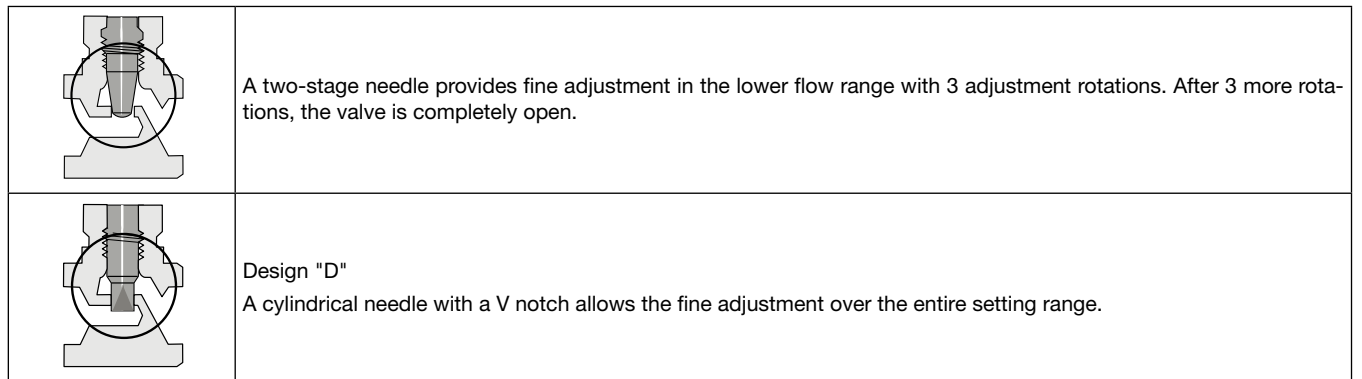 A two-stage needle provides fine adjustment in the lower flow range with 3 adjustment rotations. After 3 more rota-
tions, the valve is completely open.
Design "D"
A cylindrical needle with a V notch allows the fine adjustment over the entire setting range.